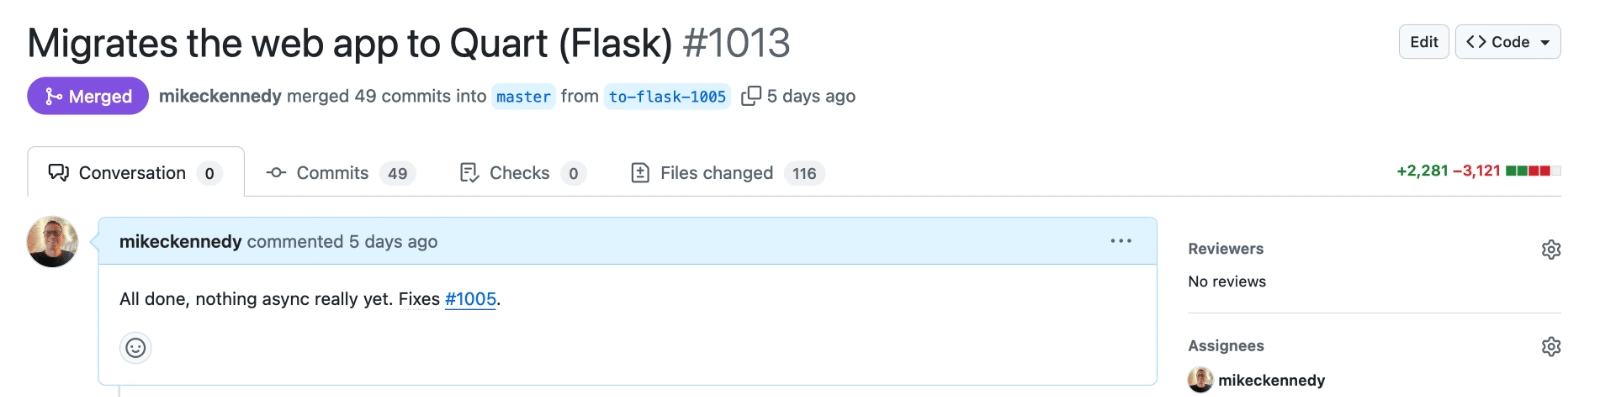 Migrates the web app to Quart (Flask) #1013
Edit
<> Code
Merged mikeckennedy merged 49 commits into master from to-flask-1005 5 days ago
Conversation 0 Commits 49 Checks 0 Files changed 116
+2,281 −3,121
mikeckennedy commented 5 days ago
...
All done, nothing async really yet. Fixes #1005.
Reviewers
No reviews
Assignees
mikeckennedy